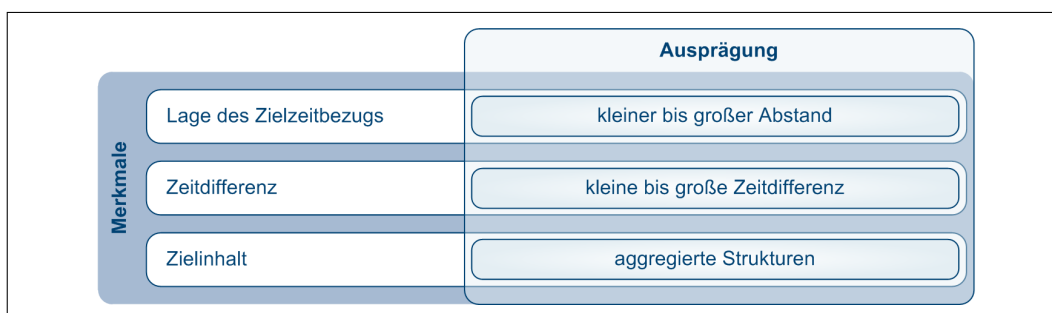 Ausprägung
Merkmale
Lage des Zielzeitbezugs
kleiner bis großer Abstand
Zeitdifferenz
kleine bis große Zeitdifferenz
Zielinhalt
aggregierte Strukturen